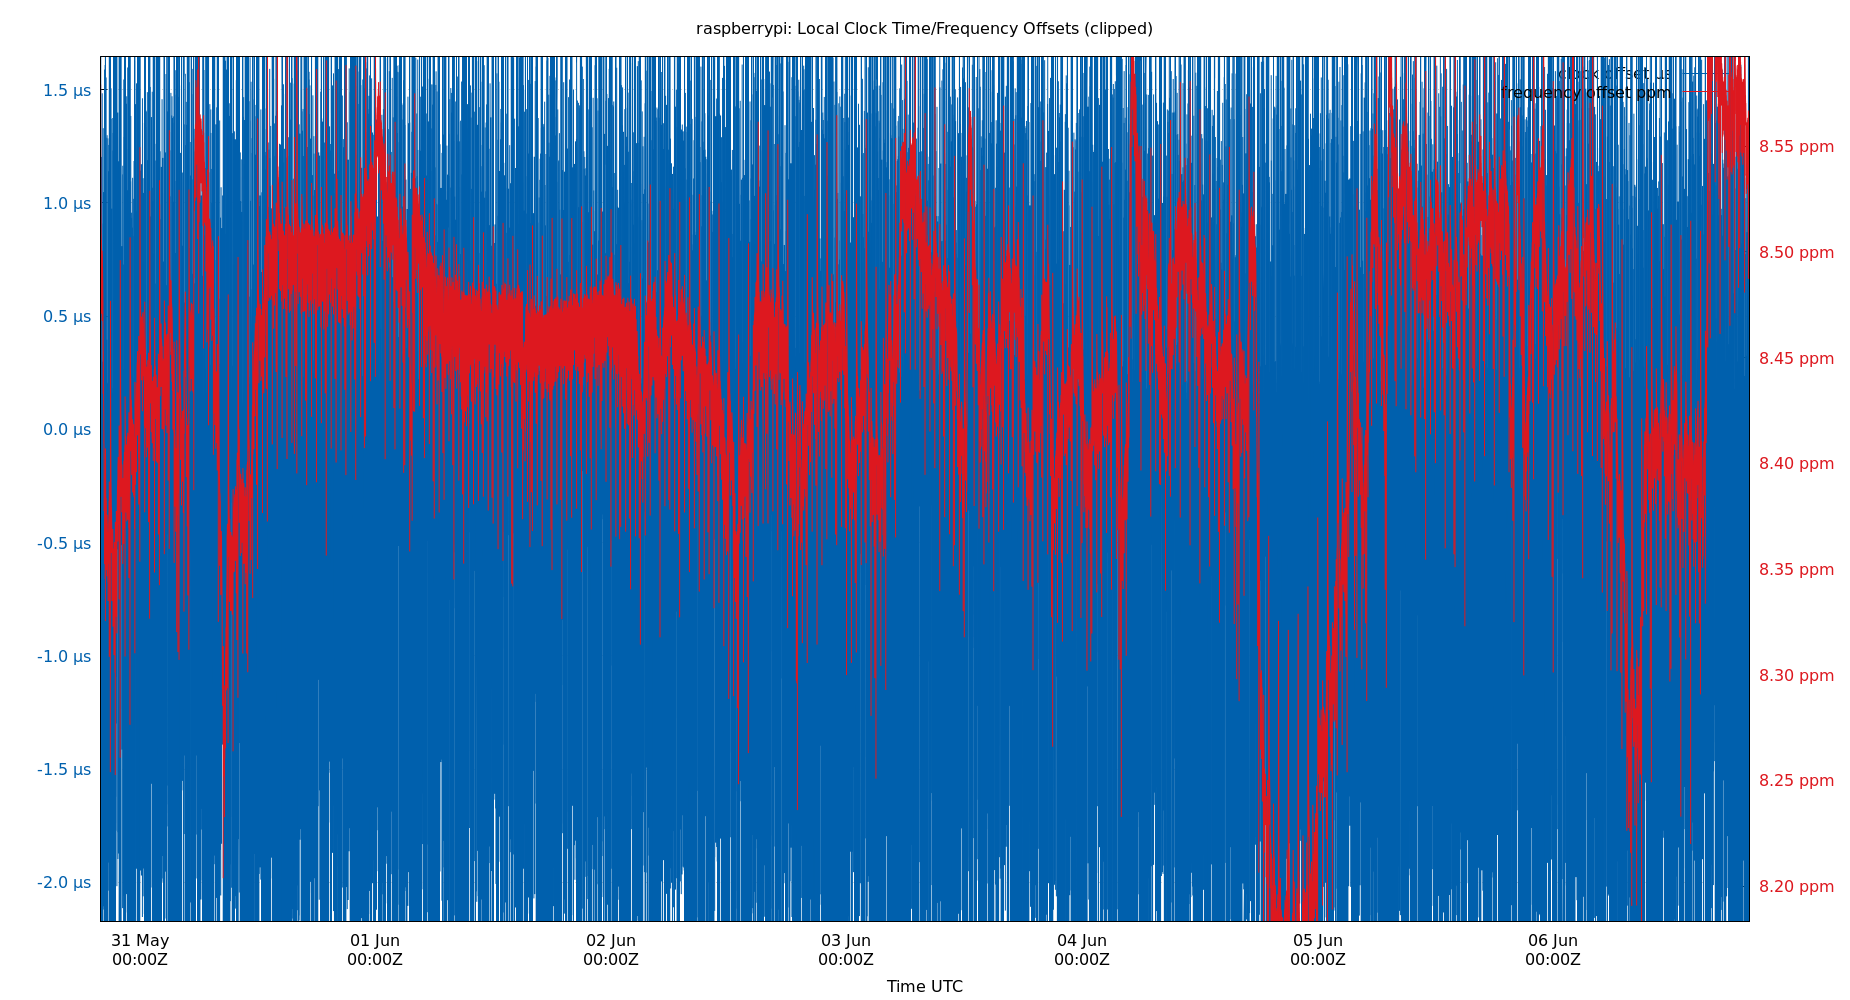 raspberrypi: Local Clock Time/Frequency Offsets (clipped)
clock offset µs
frequency offset ppm
1.5 µs
1.0 µs
0.5 µs
0.0 µs
-0.5 µs
-1.0 µs
-1.5 µs
-2.0 µs
8.55 ppm
8.50 ppm
8.45 ppm
8.40 ppm
8.35 ppm
8.30 ppm
8.25 ppm
8.20 ppm
31 May 01 Jun 02 Jun 03 Jun 04 Jun 05 Jun 06 Jun
00:00Z 00:00Z 00:00Z 00:00Z 00:00Z 00:00Z 00:00Z
Time UTC